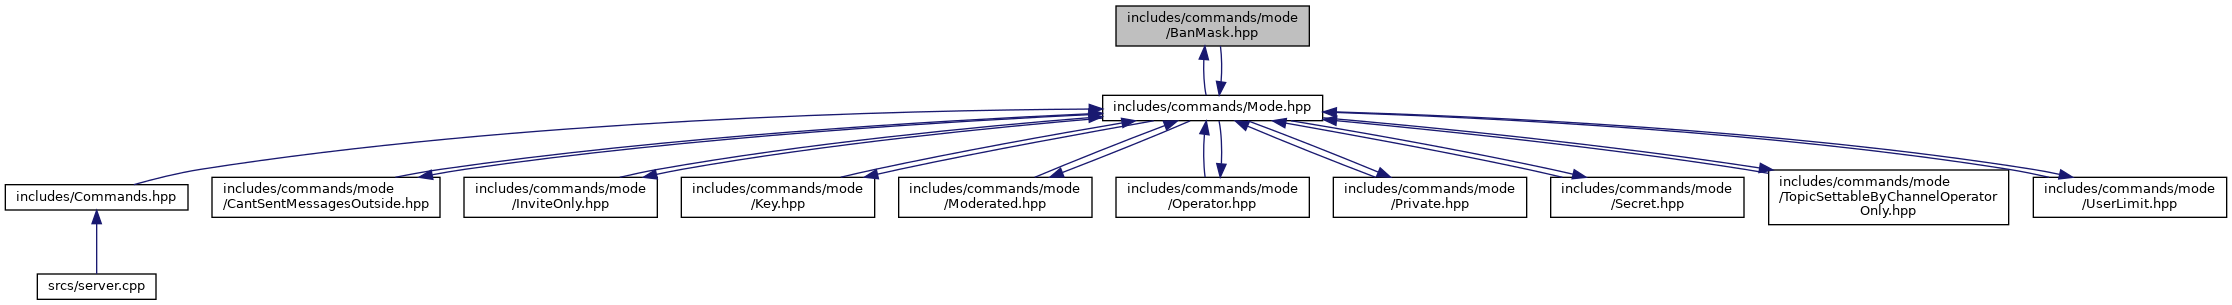 includes/commands/mode
/BanMask.hpp
includes/commands/Mode.hpp
includes/Commands.hpp
includes/commands/mode
/CantSentMessagesOutside.hpp
includes/commands/mode
/InviteOnly.hpp
includes/commands/mode
/Key.hpp
includes/commands/mode
/Moderated.hpp
includes/commands/mode
/Operator.hpp
includes/commands/mode
/Private.hpp
includes/commands/mode
/Secret.hpp
includes/commands/mode
/TopicSettableByChannelOperator
Only.hpp
includes/commands/mode
/UserLimit.hpp
srcs/server.cpp